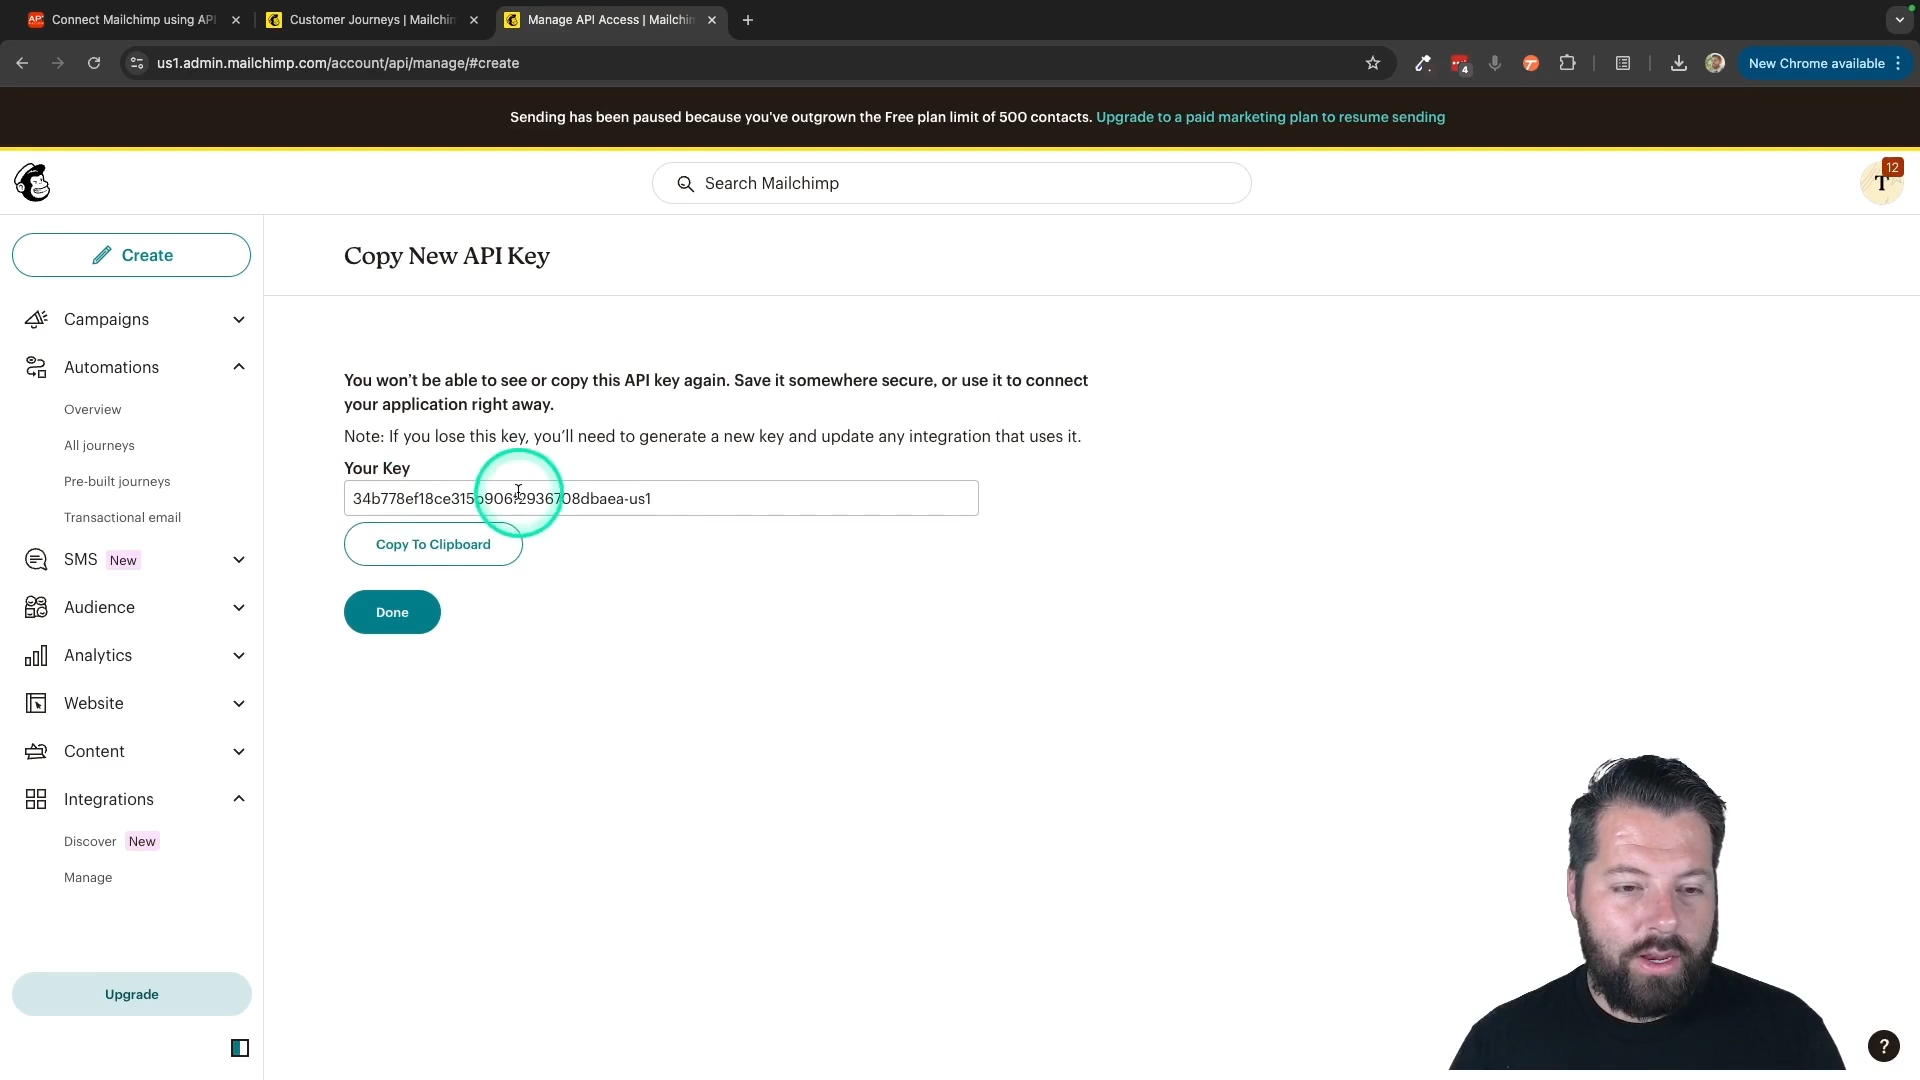 Connect Mailchimp using API
Customer Journeys | Mailchim
Manage API Access | Mailchim
us1.admin.mailchimp.com/account/api/manage/#create
4
New Chrome available
Sending has been paused because you've outgrown the Free plan limit of 500 contacts. Upgrade to a paid marketing plan to resume sending
Search Mailchimp
12
T
Create
Copy New API Key
Campaigns
Automations
Overview
All journeys
Pre-built journeys
Transactional email
SMS New
Audience
Analytics
Website
Content
Integrations
Discover New
Manage
Upgrade
You won't be able to see or copy this API key again. Save it somewhere secure, or use it to connect
your application right away.
Note: If you lose this key, you'll need to generate a new key and update any integration that uses it.
Your Key
Copy To Clipboard
Done
?